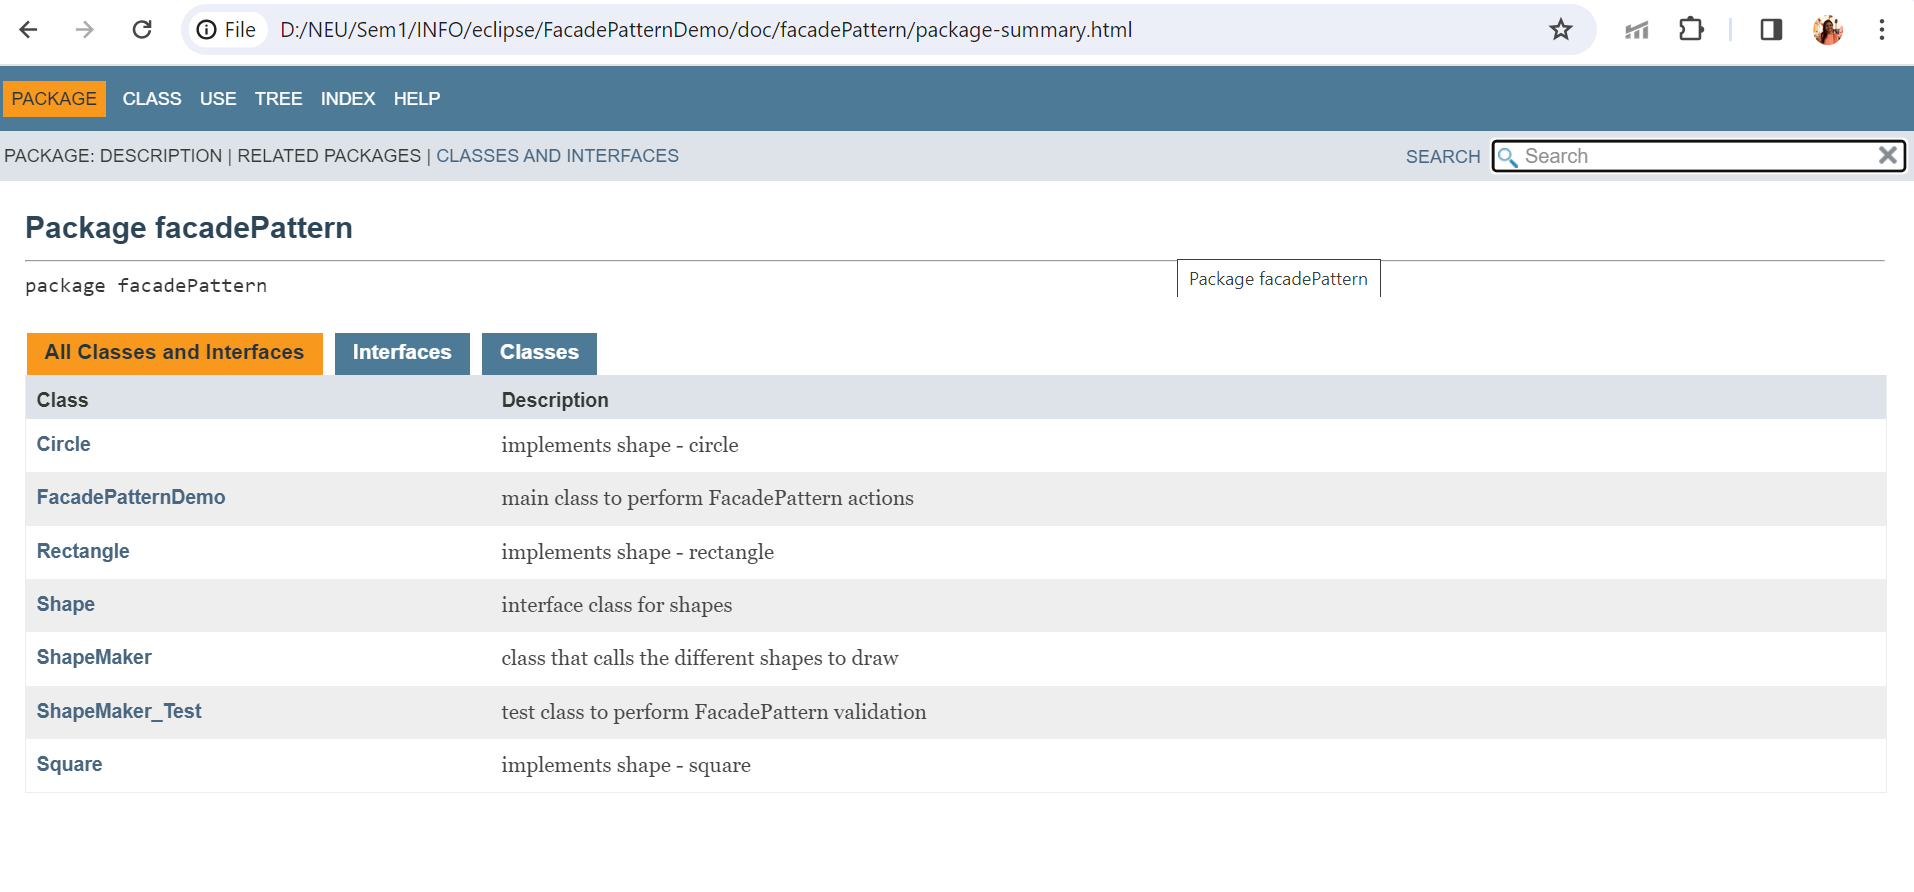 File D:/NEU/Sem1/INFO/eclipse/FacadePatternDemo/doc/facadePattern/package-summary.html
PACKAGE CLASS USE TREE INDEX HELP
PACKAGE: DESCRIPTION | RELATED PACKAGES | CLASSES AND INTERFACES SEARCH Search
Package facadePattern
package facadePattern
Package facadePattern
All Classes and Interfaces Interfaces Classes
Class Description
Circle implements shape - circle
FacadePatternDemo main class to perform FacadePattern actions
Rectangle implements shape - rectangle
Shape interface class for shapes
ShapeMaker class that calls the different shapes to draw
ShapeMaker_Test test class to perform FacadePattern validation
Square implements shape - square